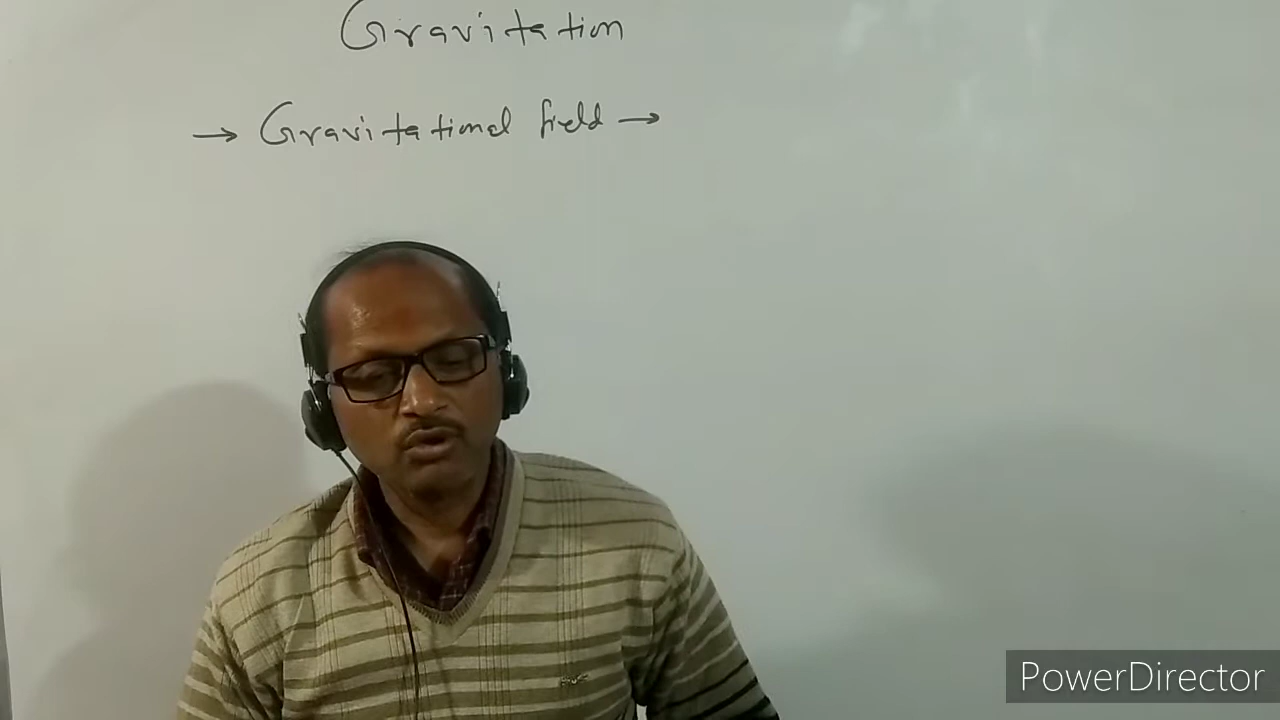 Gravitation
→ Gravitational field →
PowerDirector